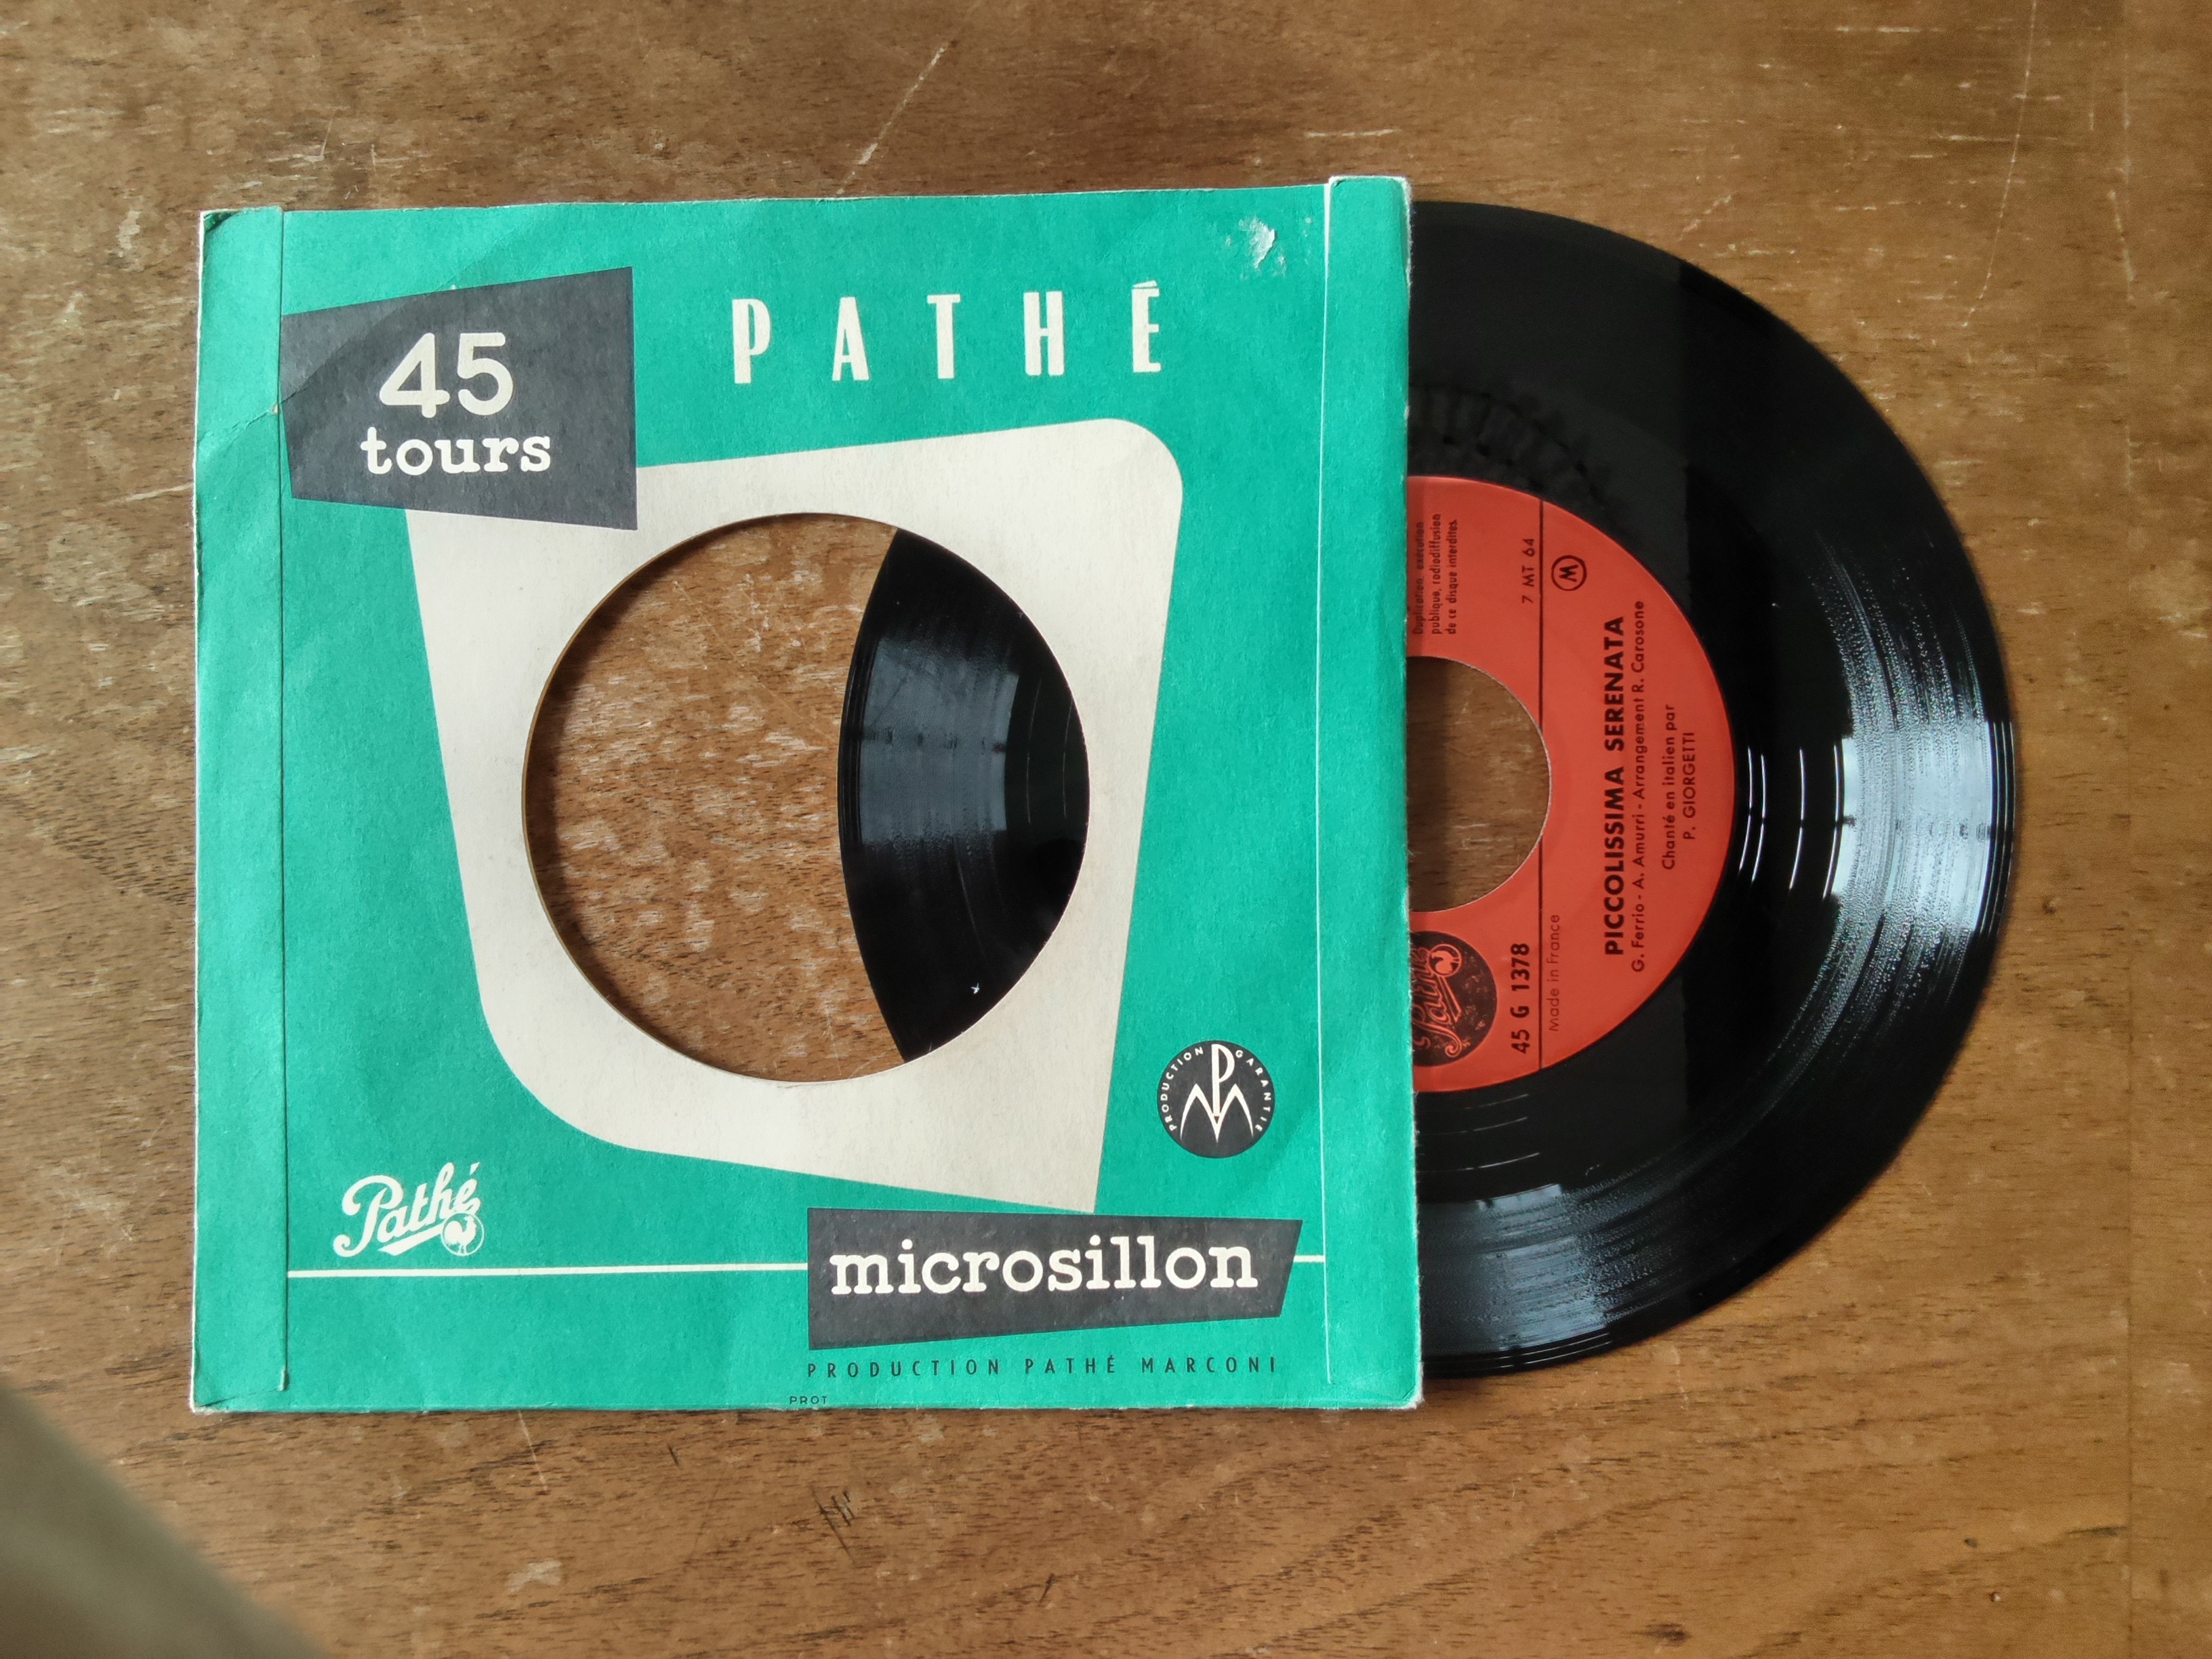 45
tours
PATHÉ
PRODUCTION GARANTIE
PM
Pathé
microsillon
PRODUCTION PATHÉ MARCONI
PROT
Duplication, exécution
publique, radiodiffusion
de ce disque interdites.
7 MT 64
M
Pathé
45 G 1378
Made in France
PICCOLISSIMA SERENATA
G. Ferrio - A. Amurri - Arrangement R. Carosone
Chanté en italien par
P. GIORGETTI